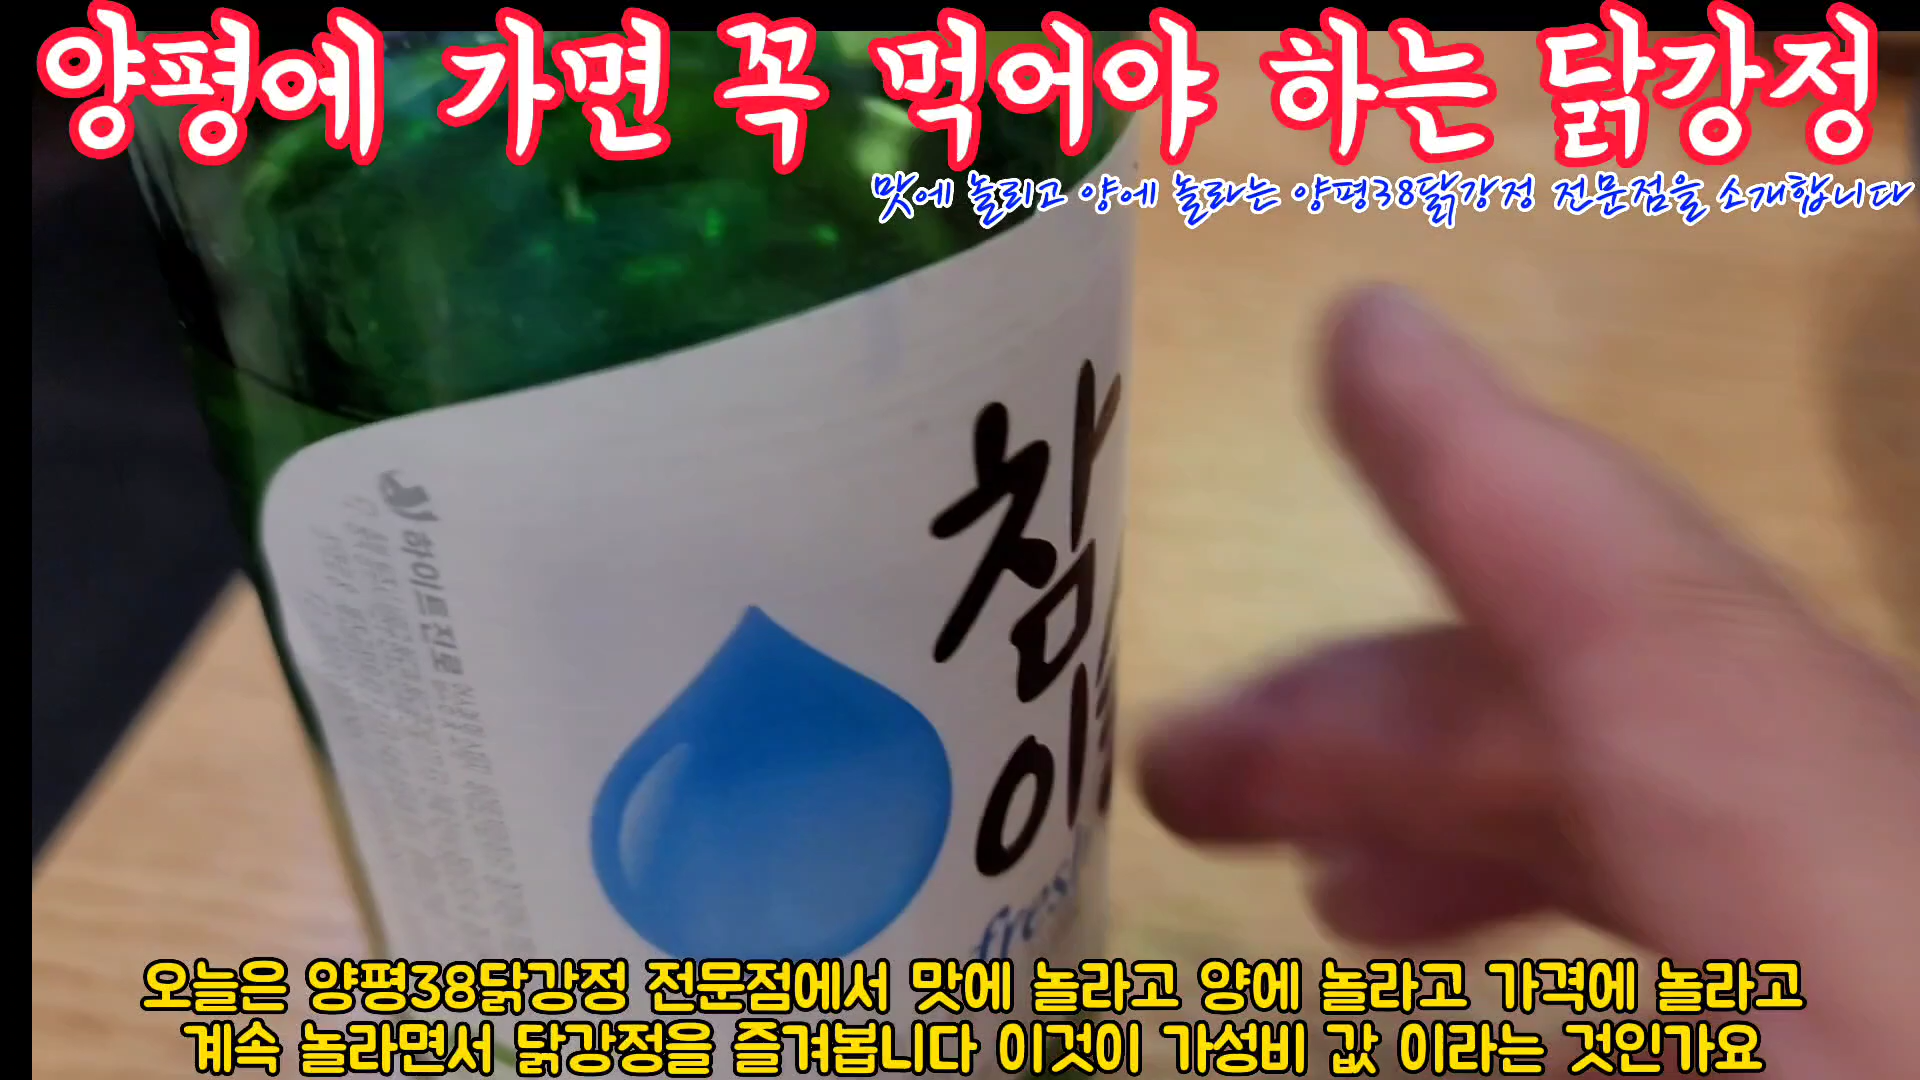 양평에 가면 꼭 먹어야 하는 닭강정
맛에 놀리고 양에 놀라는 양평38닭강정 전문점을 소개합니다
참
이
fres
하이트진로
오늘은 양평38닭강정 전문점에서 맛에 놀라고 양에 놀라고 가격에 놀라고
계속 놀라면서 닭강정을 즐겨봅니다 이것이 가성비 값 이라는 것인가요